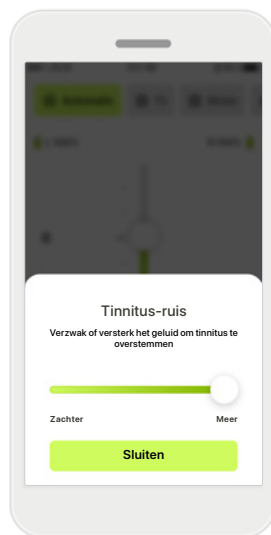 Tinnitus-ruis
Verzwak of versterk het geluid om tinnitus te
overstemmen
Zachter Meer
Sluiten